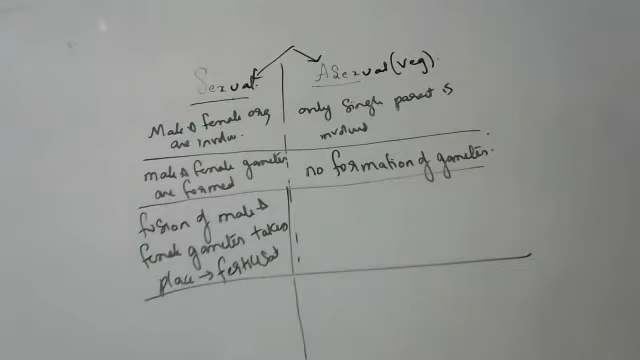 Sexual
Asexual (veg)
Male & female org
are involv.
only single parent is
involved
male & female gametes
are formed
no formation of gametes.
fusion of male &
female gametes takes
place → fertilisat